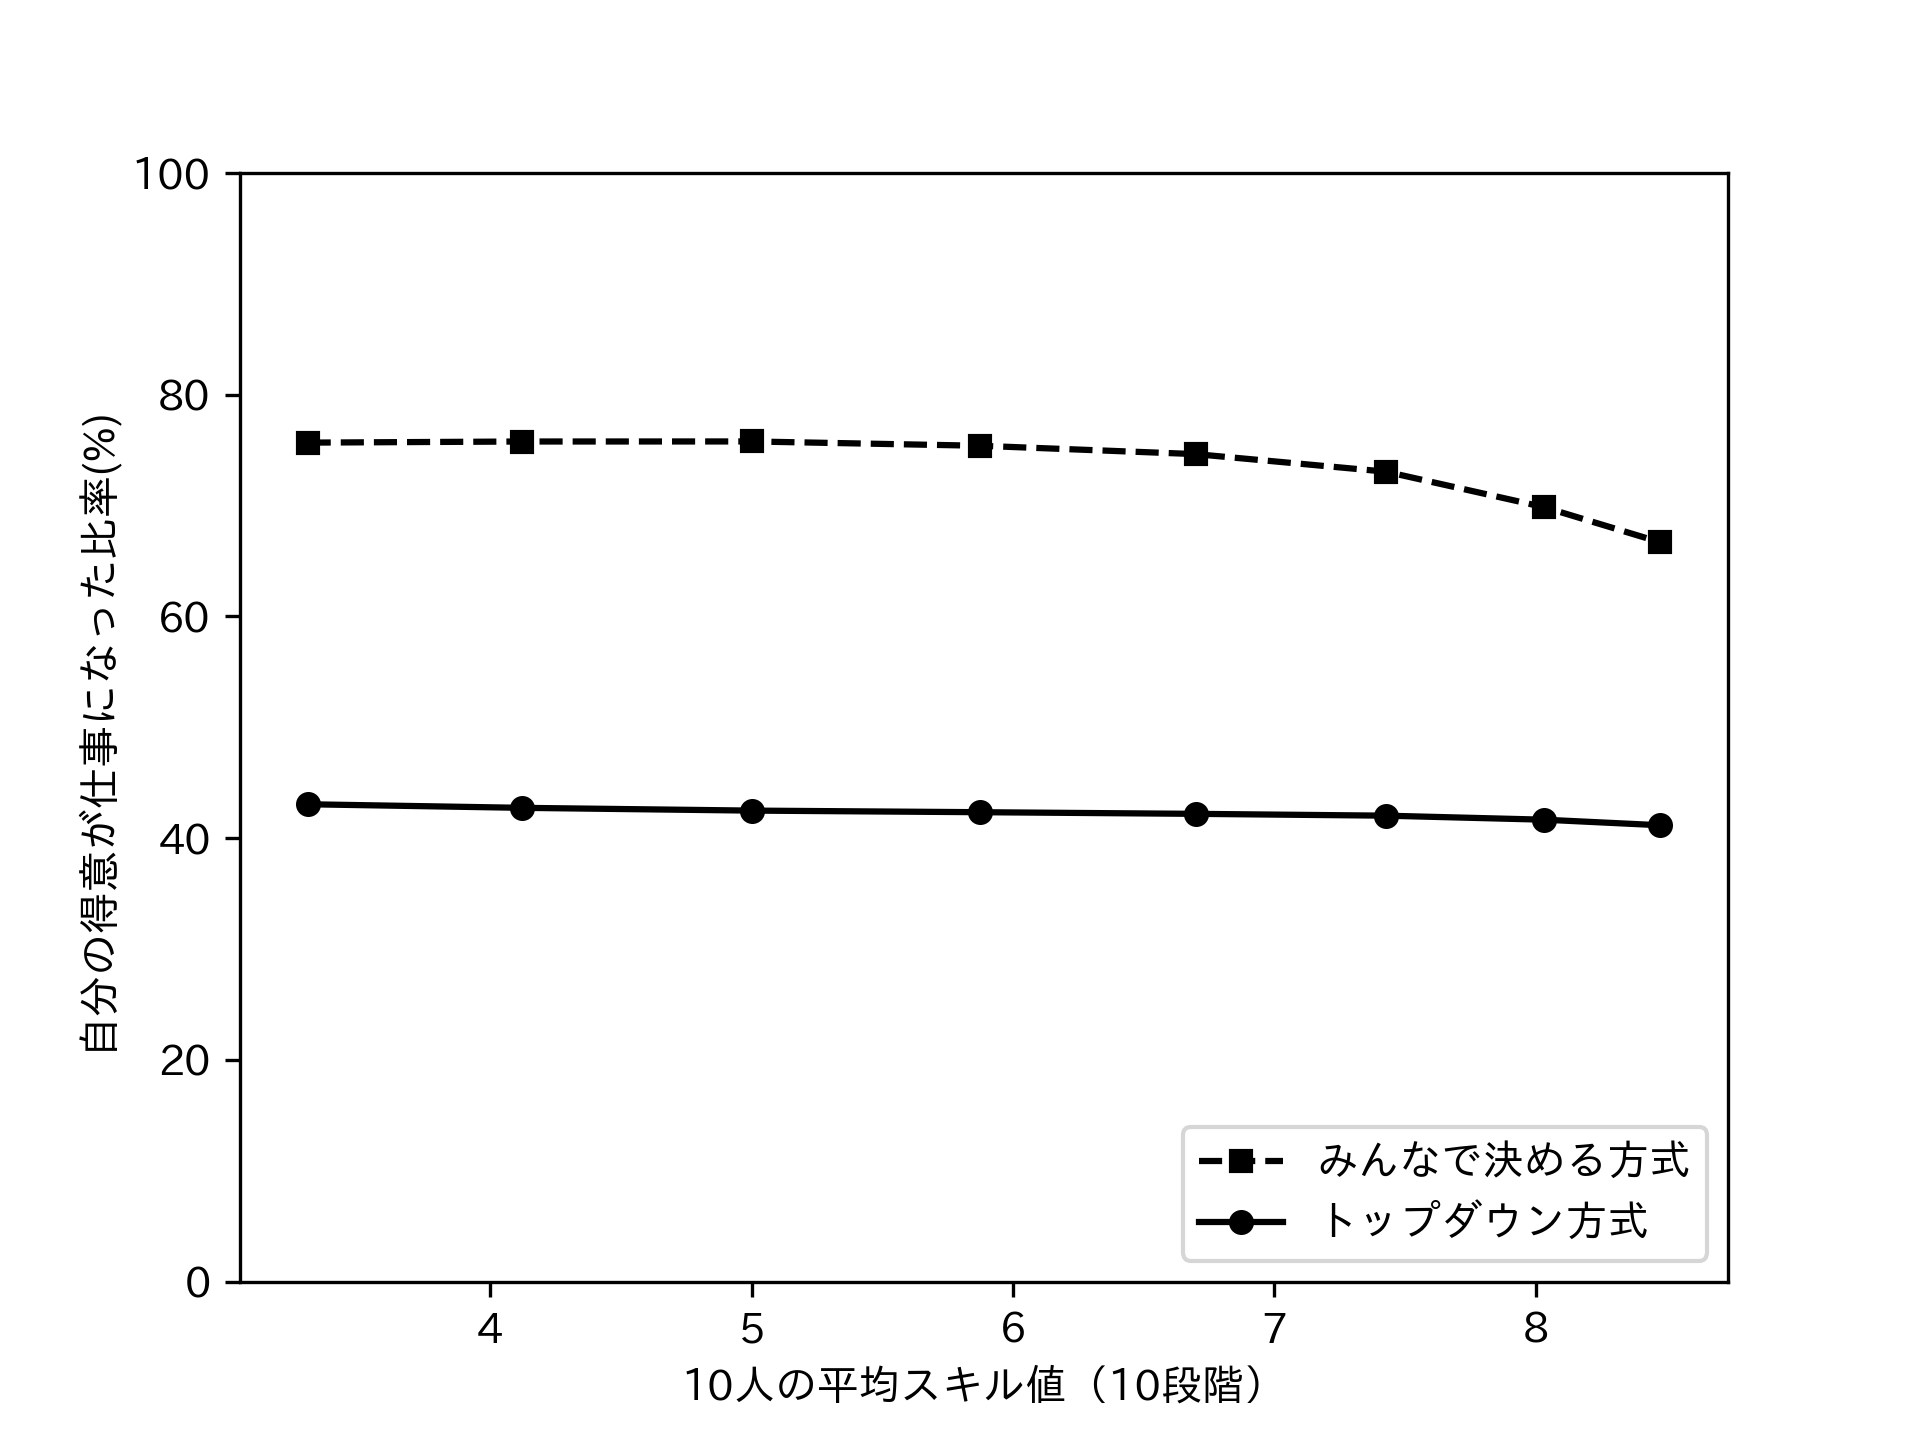 100
80
60
40
20
0
自分の得意が仕事になった比率(%)
みんなで決める方式
トップダウン方式
4 5 6 7 8
10人の平均スキル値（10段階）